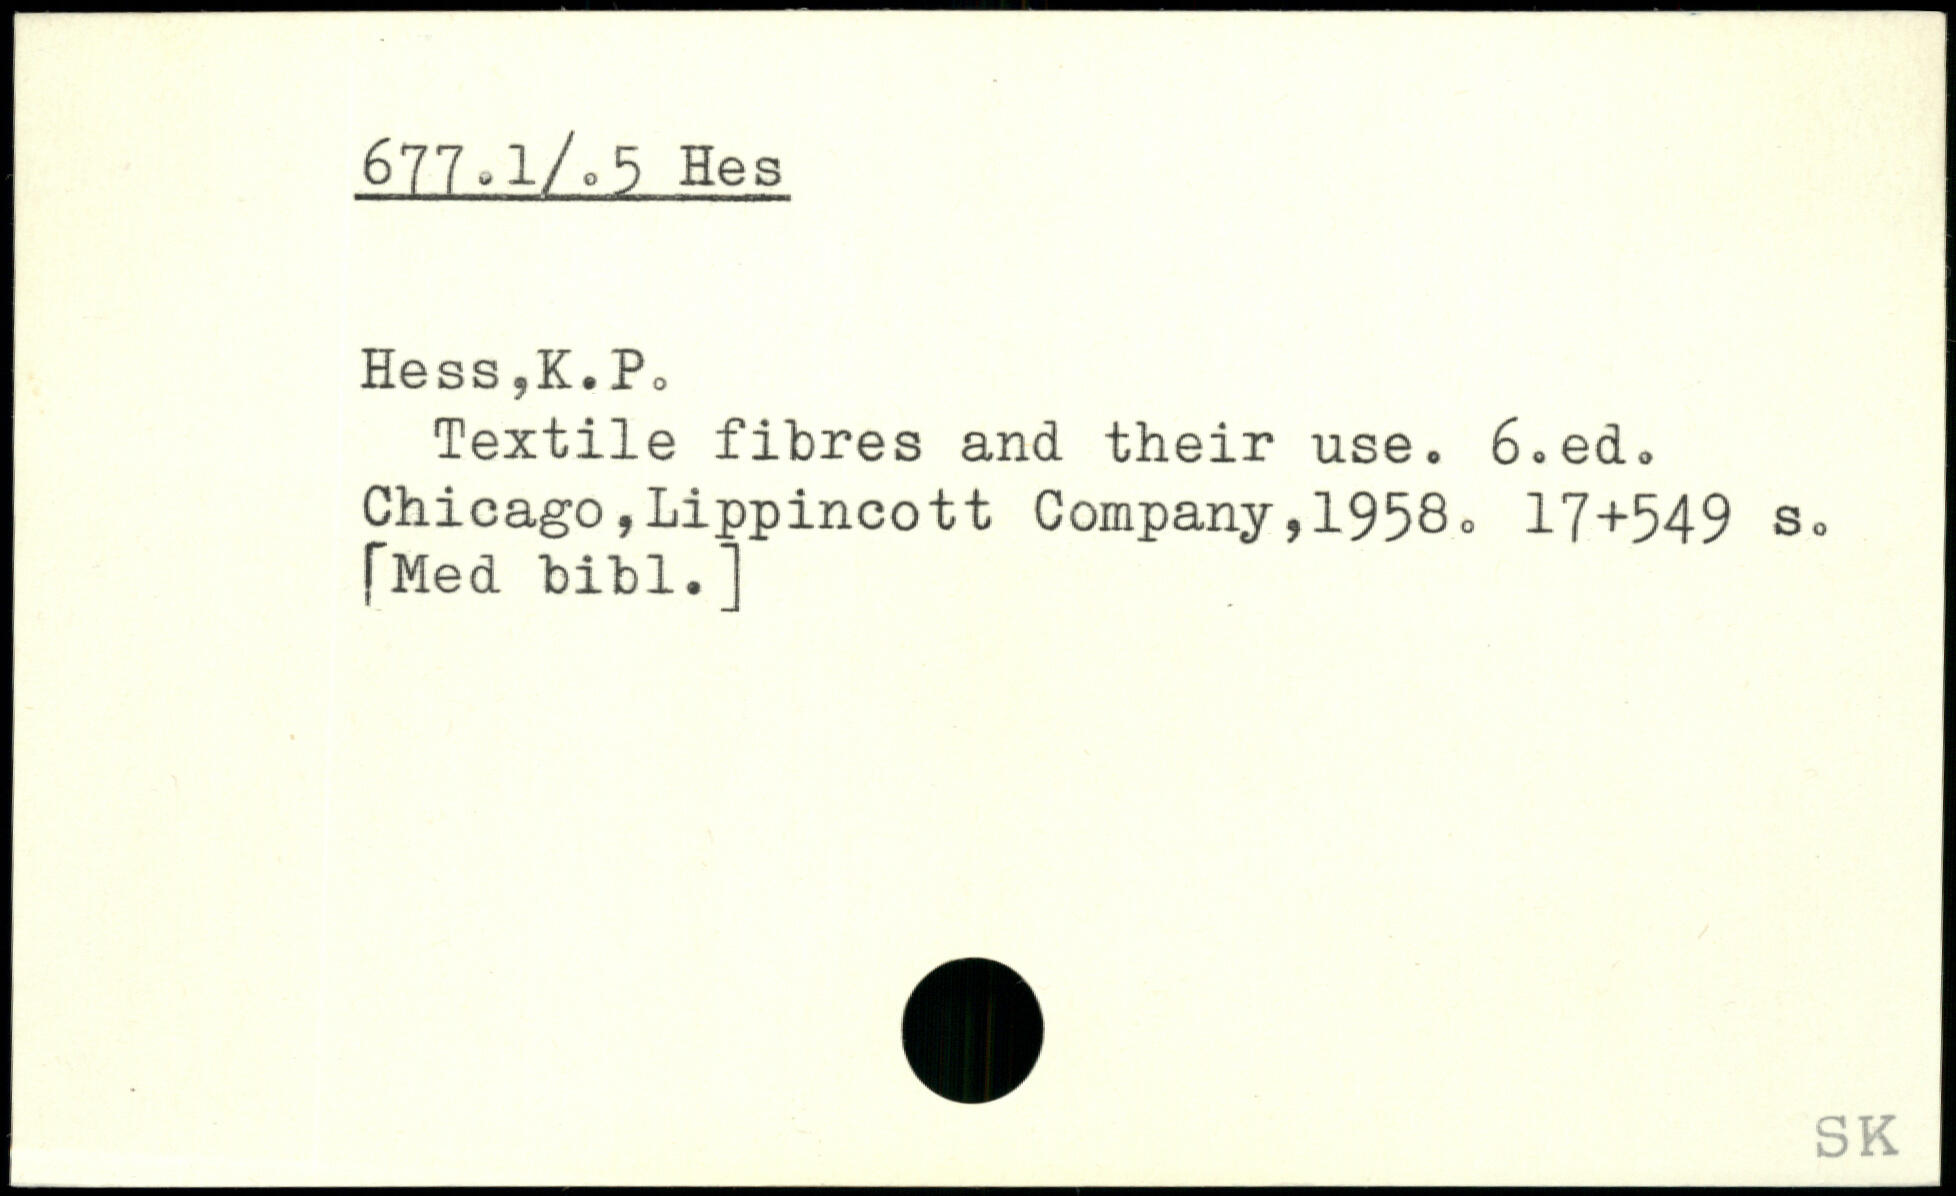 677.1/.5 Hes
Hess,K.P.
Textile fibres and their use. 6.ed.
Chicago,Lippincott Company,1958. 17+549 s.
[Med bibl.]
SK